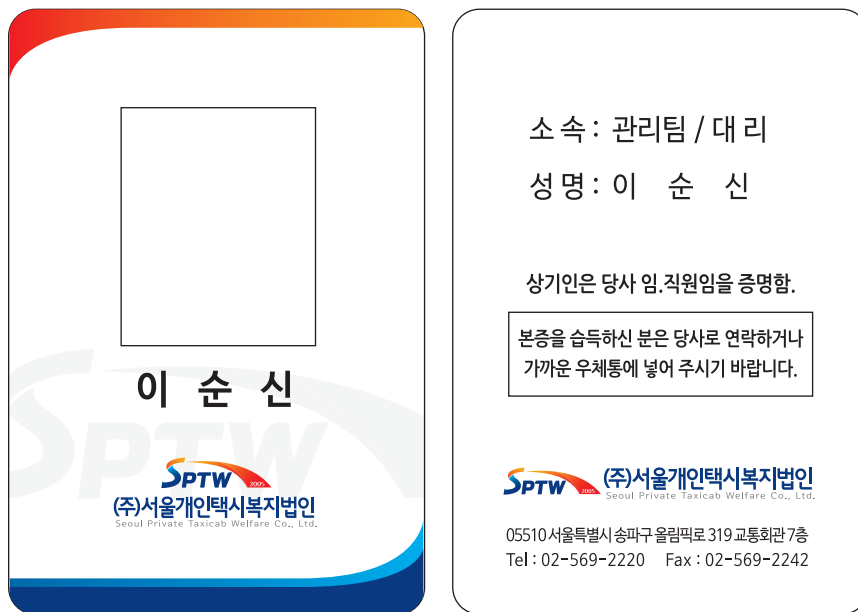 이 순 신
SPTW
SPTW
2005
(주)서울개인택시복지법인
Seoul Private Taxicab Welfare Co., Ltd.
소 속 : 관리팀 / 대 리
성 명 : 이 순 신
상기인은 당사 임.직원임을 증명함.
본증을 습득하신 분은 당사로 연락하거나
가까운 우체통에 넣어 주시기 바랍니다.
SPTW 2005 (주)서울개인택시복지법인
Seoul Private Taxicab Welfare Co., Ltd.
05510 서울특별시 송파구 올림픽로 319 교통회관 7층
Tel : 02-569-2220 Fax : 02-569-2242